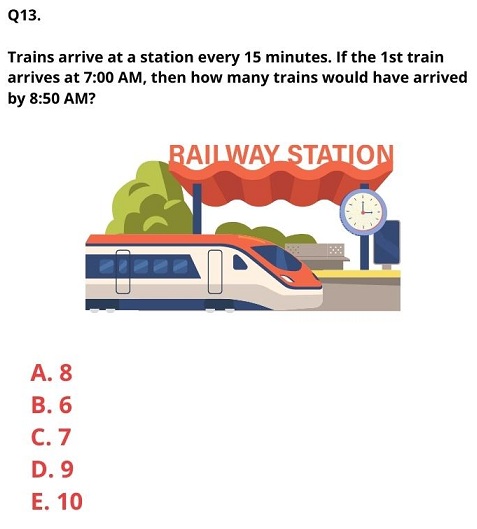 Q13.
Trains arrive at a station every 15 minutes. If the 1st train
arrives at 7:00 AM, then how many trains would have arrived
by 8:50 AM?
RAILWAY STATION
A. 8
B. 6
C. 7
D. 9
E. 10